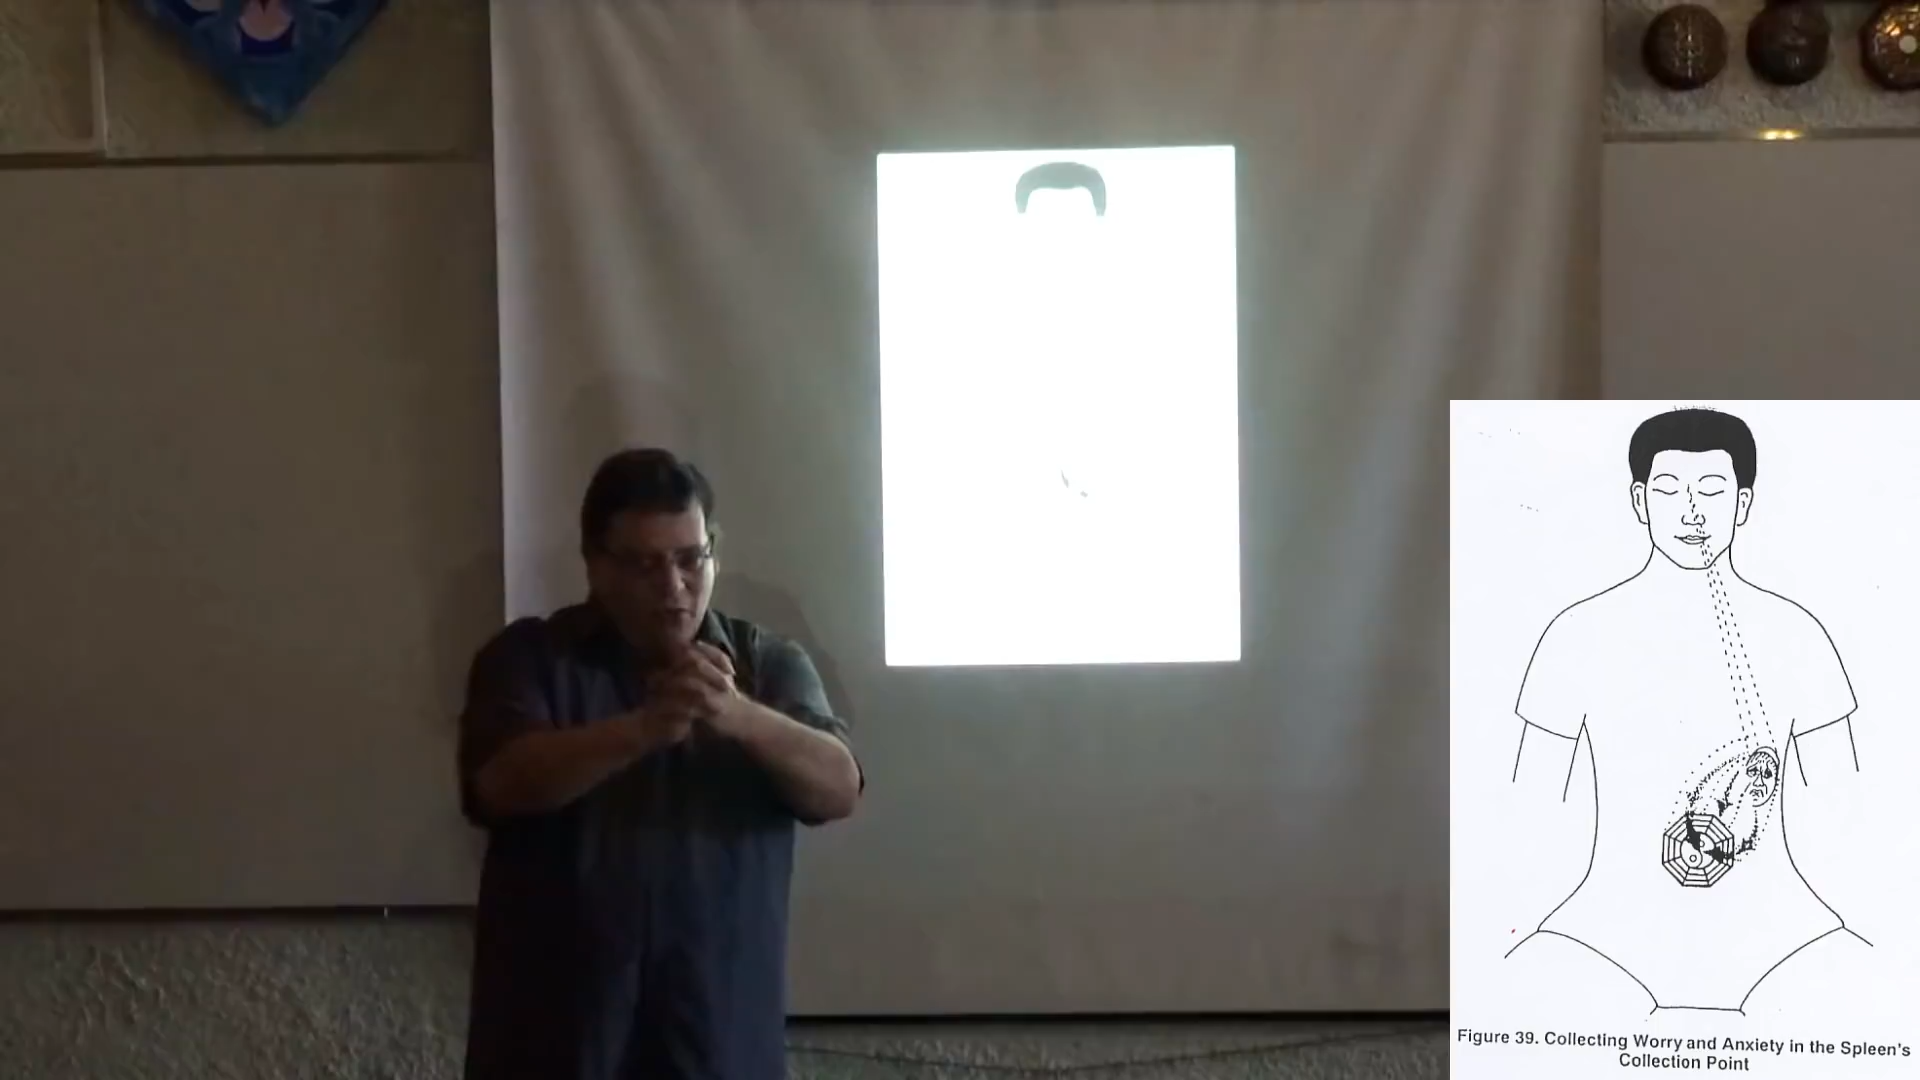 Figure 39. Collecting Worry and Anxiety in the Spleen's
Collection Point